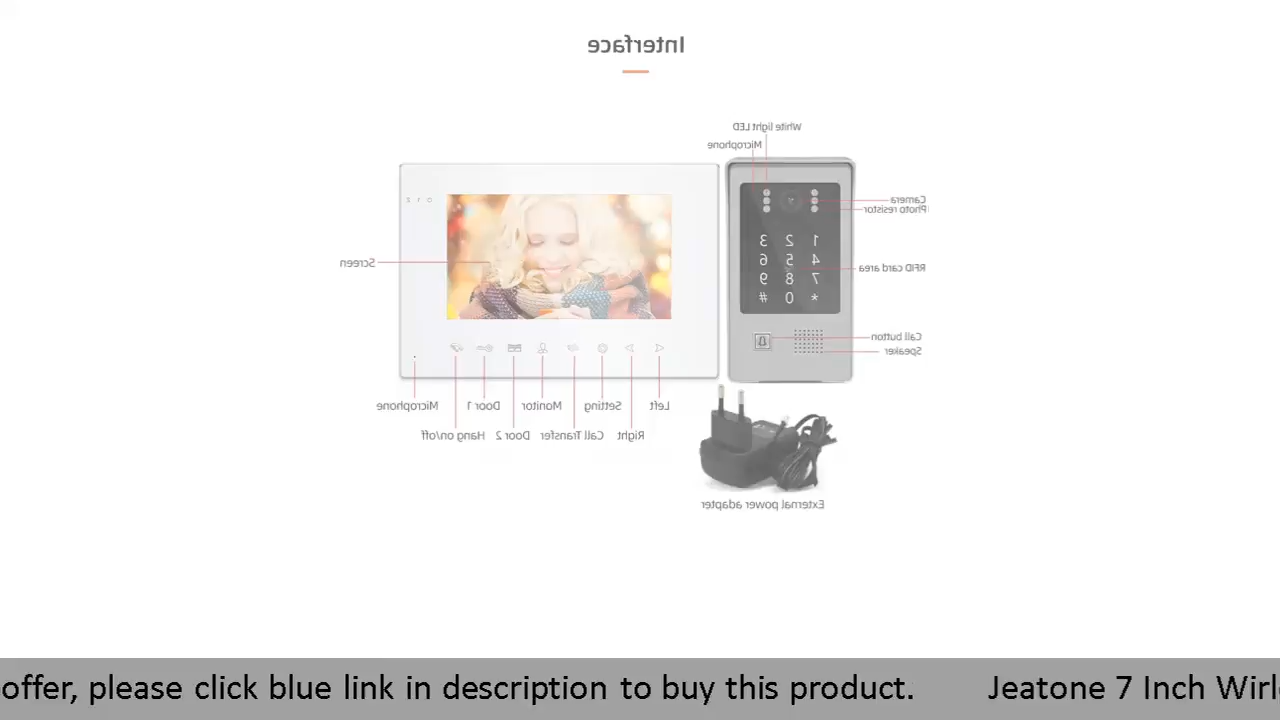 Interface
White light LED
Microphone
Camera
Photo resistor
1 2 3
4 5 6
7 8 9
* 0 #
RFID card area
Call button
Speaker
Screen
Left
Setting
Monitor
Door 1
Microphone
Right
Call Transfer
Door 2
Hang on/off
External power adapter
offer, please click blue link in description to buy this product. Jeatone 7 Inch Wirl